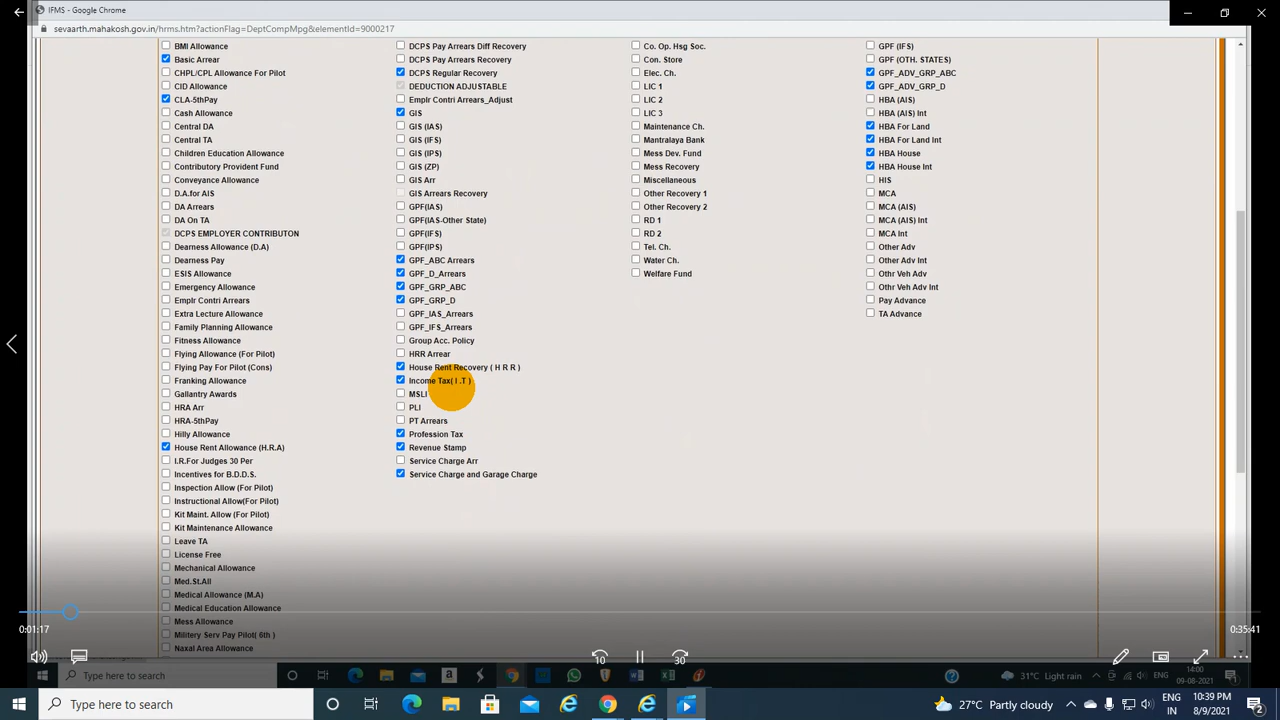 IFMS - Google Chrome
sevaarth.mahakosh.gov.in/hrms.htm?actionFlag=DeptCompMpg&elementId=9000217
BMI Allowance
Basic Arrear
CHPL/CPL Allowance For Pilot
CID Allowance
CLA-5thPay
Cash Allowance
Central DA
Central TA
Children Education Allowance
Contributory Provident Fund
Conveyance Allowance
D.A.for AIS
DA Arrears
DA On TA
DCPS EMPLOYER CONTRIBUTON
Dearness Allowance (D.A)
Dearness Pay
ESIS Allowance
Emergency Allowance
Emplr Contri Arrears
Extra Lecture Allowance
Family Planning Allowance
Fitness Allowance
Flying Allowance (For Pilot)
Flying Pay For Pilot (Cons)
Franking Allowance
Gallantry Awards
HRA Arr
HRA-5thPay
Hilly Allowance
House Rent Allowance (H.R.A)
I.R.For Judges 30 Per
Incentives for B.D.D.S.
Inspection Allow (For Pilot)
Instructional Allow(For Pilot)
Kit Maint. Allow (For Pilot)
Kit Maintenance Allowance
Leave TA
License Free
Mechanical Allowance
Med.St.All
Medical Allowance (M.A)
Medical Education Allowance
Mess Allowance
Militery Serv Pay Pilot( 6th )
Naxal Area Allowance
DCPS Pay Arrears Diff Recovery
DCPS Pay Arrears Recovery
DCPS Regular Recovery
DEDUCTION ADJUSTABLE
Emplr Contri Arrears_Adjust
GIS
GIS (IAS)
GIS (IFS)
GIS (IPS)
GIS (ZP)
GIS Arr
GIS Arrears Recovery
GPF(IAS)
GPF(IAS-Other State)
GPF(IFS)
GPF(IPS)
GPF_ABC Arrears
GPF_D_Arrears
GPF_GRP_ABC
GPF_GRP_D
GPF_IAS_Arrears
GPF_IFS_Arrears
Group Acc. Policy
HRR Arrear
House Rent Recovery ( H R R )
Income Tax( I .T )
MSLI
PLI
PT Arrears
Profession Tax
Revenue Stamp
Service Charge Arr
Service Charge and Garage Charge
Co. Op. Hsg Soc.
Con. Store
Elec. Ch.
LIC 1
LIC 2
LIC 3
Maintenance Ch.
Mantralaya Bank
Mess Dev. Fund
Mess Recovery
Miscellaneous
Other Recovery 1
Other Recovery 2
RD 1
RD 2
Tel. Ch.
Water Ch.
Welfare Fund
GPF (IFS)
GPF (OTH. STATES)
GPF_ADV_GRP_ABC
GPF_ADV_GRP_D
HBA (AIS)
HBA (AIS) Int
HBA For Land
HBA For Land Int
HBA House
HBA House Int
HIS
MCA
MCA (AIS)
MCA (AIS) Int
MCA Int
Other Adv
Other Adv Int
Othr Veh Adv
Othr Veh Adv Int
Pay Advance
TA Advance
0:01:17
0:35:41
10
30
Type here to search
31°C Light rain
ENG
14:00
09-08-2021
Type here to search
27°C Partly cloudy
ENG
IN
10:39 PM
8/9/2021
2